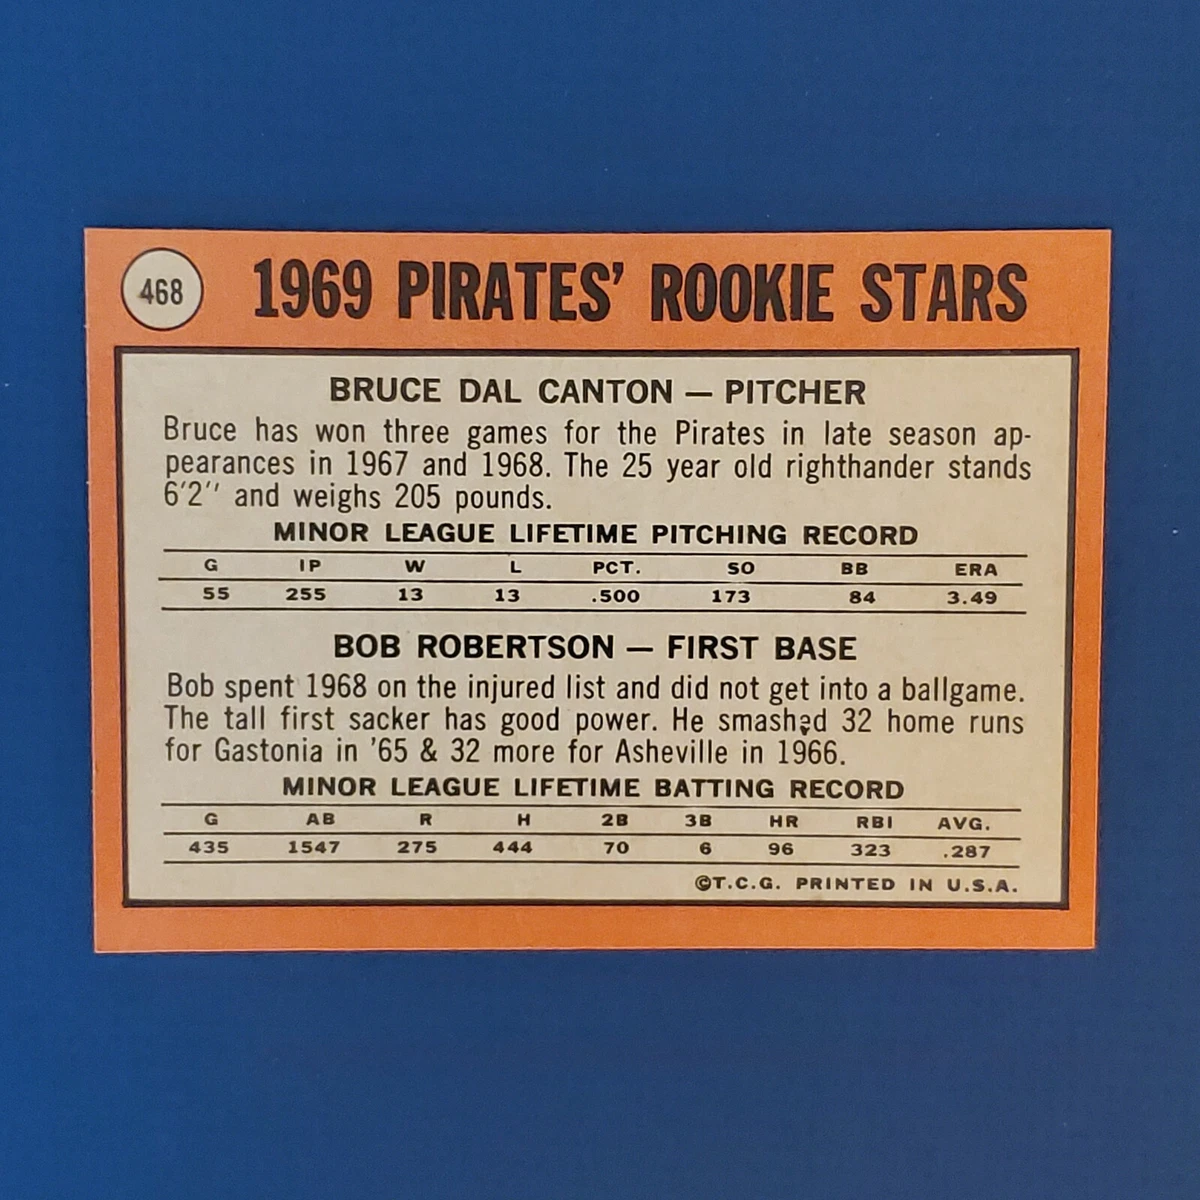 468
1969 PIRATES' ROOKIE STARS
BRUCE DAL CANTON — PITCHER
Bruce has won three games for the Pirates in late season ap-
pearances in 1967 and 1968. The 25 year old righthander stands
6'2'' and weighs 205 pounds.
MINOR LEAGUE LIFETIME PITCHING RECORD
G IP W L PCT. SO BB ERA
55 255 13 13 .500 173 84 3.49
BOB ROBERTSON — FIRST BASE
Bob spent 1968 on the injured list and did not get into a ballgame.
The tall first sacker has good power. He smashed 32 home runs
for Gastonia in '65 & 32 more for Asheville in 1966.
MINOR LEAGUE LIFETIME BATTING RECORD
G AB R H 2B 3B HR RBI AVG.
435 1547 275 444 70 6 96 323 .287
©T.C.G. PRINTED IN U.S.A.